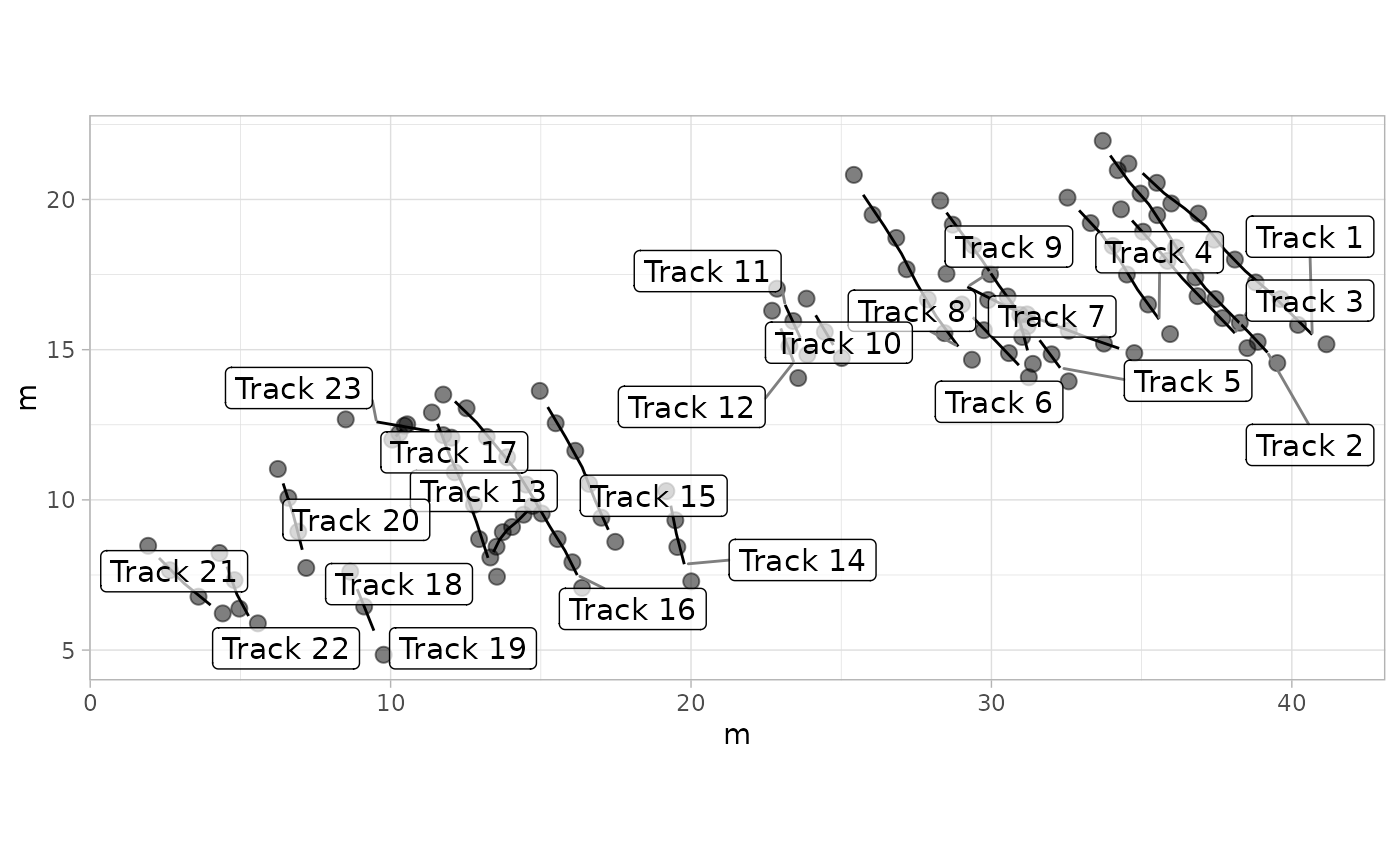 20
15
10
5
m
Track 1
Track 9
Track 4
Track 11
Track 3
Track 8
Track 7
Track 10
Track 5
Track 23
Track 6
Track 12
Track 2
Track 17
Track 13
Track 15
Track 20
Track 14
Track 21
Track 18
Track 16
Track 22
Track 19
0 10 20 30 40
m